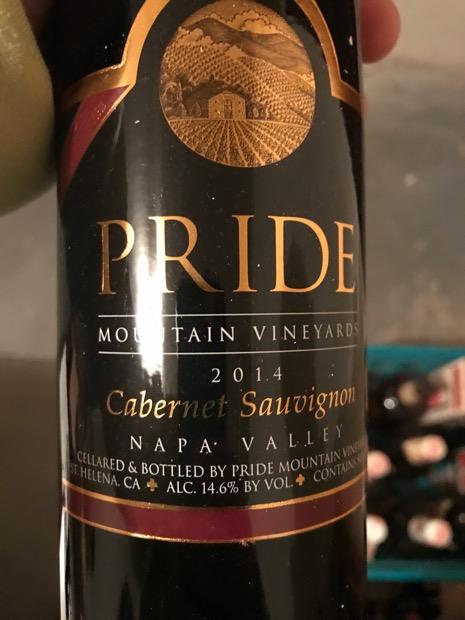 PRIDE
MOUNTAIN VINEYARDS
2014
Cabernet Sauvignon
NAPA VALLEY
CELLARED & BOTTLED BY PRIDE MOUNTAIN
HELENA, CA ALC. 14.6% BY VOL. CONTAINS